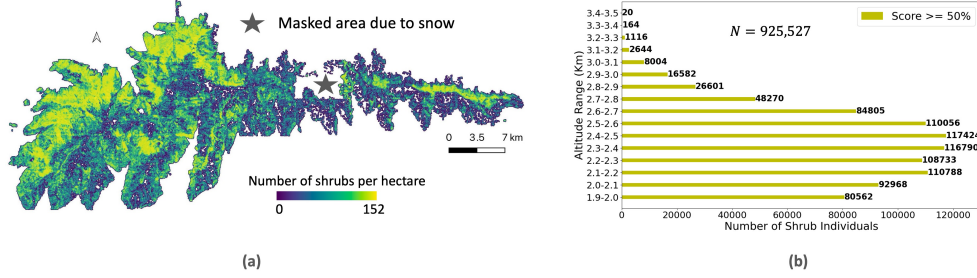 Masked area due to snow
0 3.5 7 km
Number of shrubs per hectare
0 152
(a)
Altitude Range (Km)
Score >= 50%
N = 925,527
3.4-3.5 20
3.3-3.4 164
3.2-3.3 1116
3.1-3.2 2644
3.0-3.1 8004
2.9-3.0 16582
2.8-2.9 26601
2.7-2.8 48270
2.6-2.7 84805
2.5-2.6 110056
2.4-2.5 117424
2.3-2.4 116790
2.2-2.3 108733
2.1-2.2 110788
2.0-2.1 92968
1.9-2.0 80562
0 20000 40000 60000 80000 100000 120000
Number of Shrub Individuals
(b)